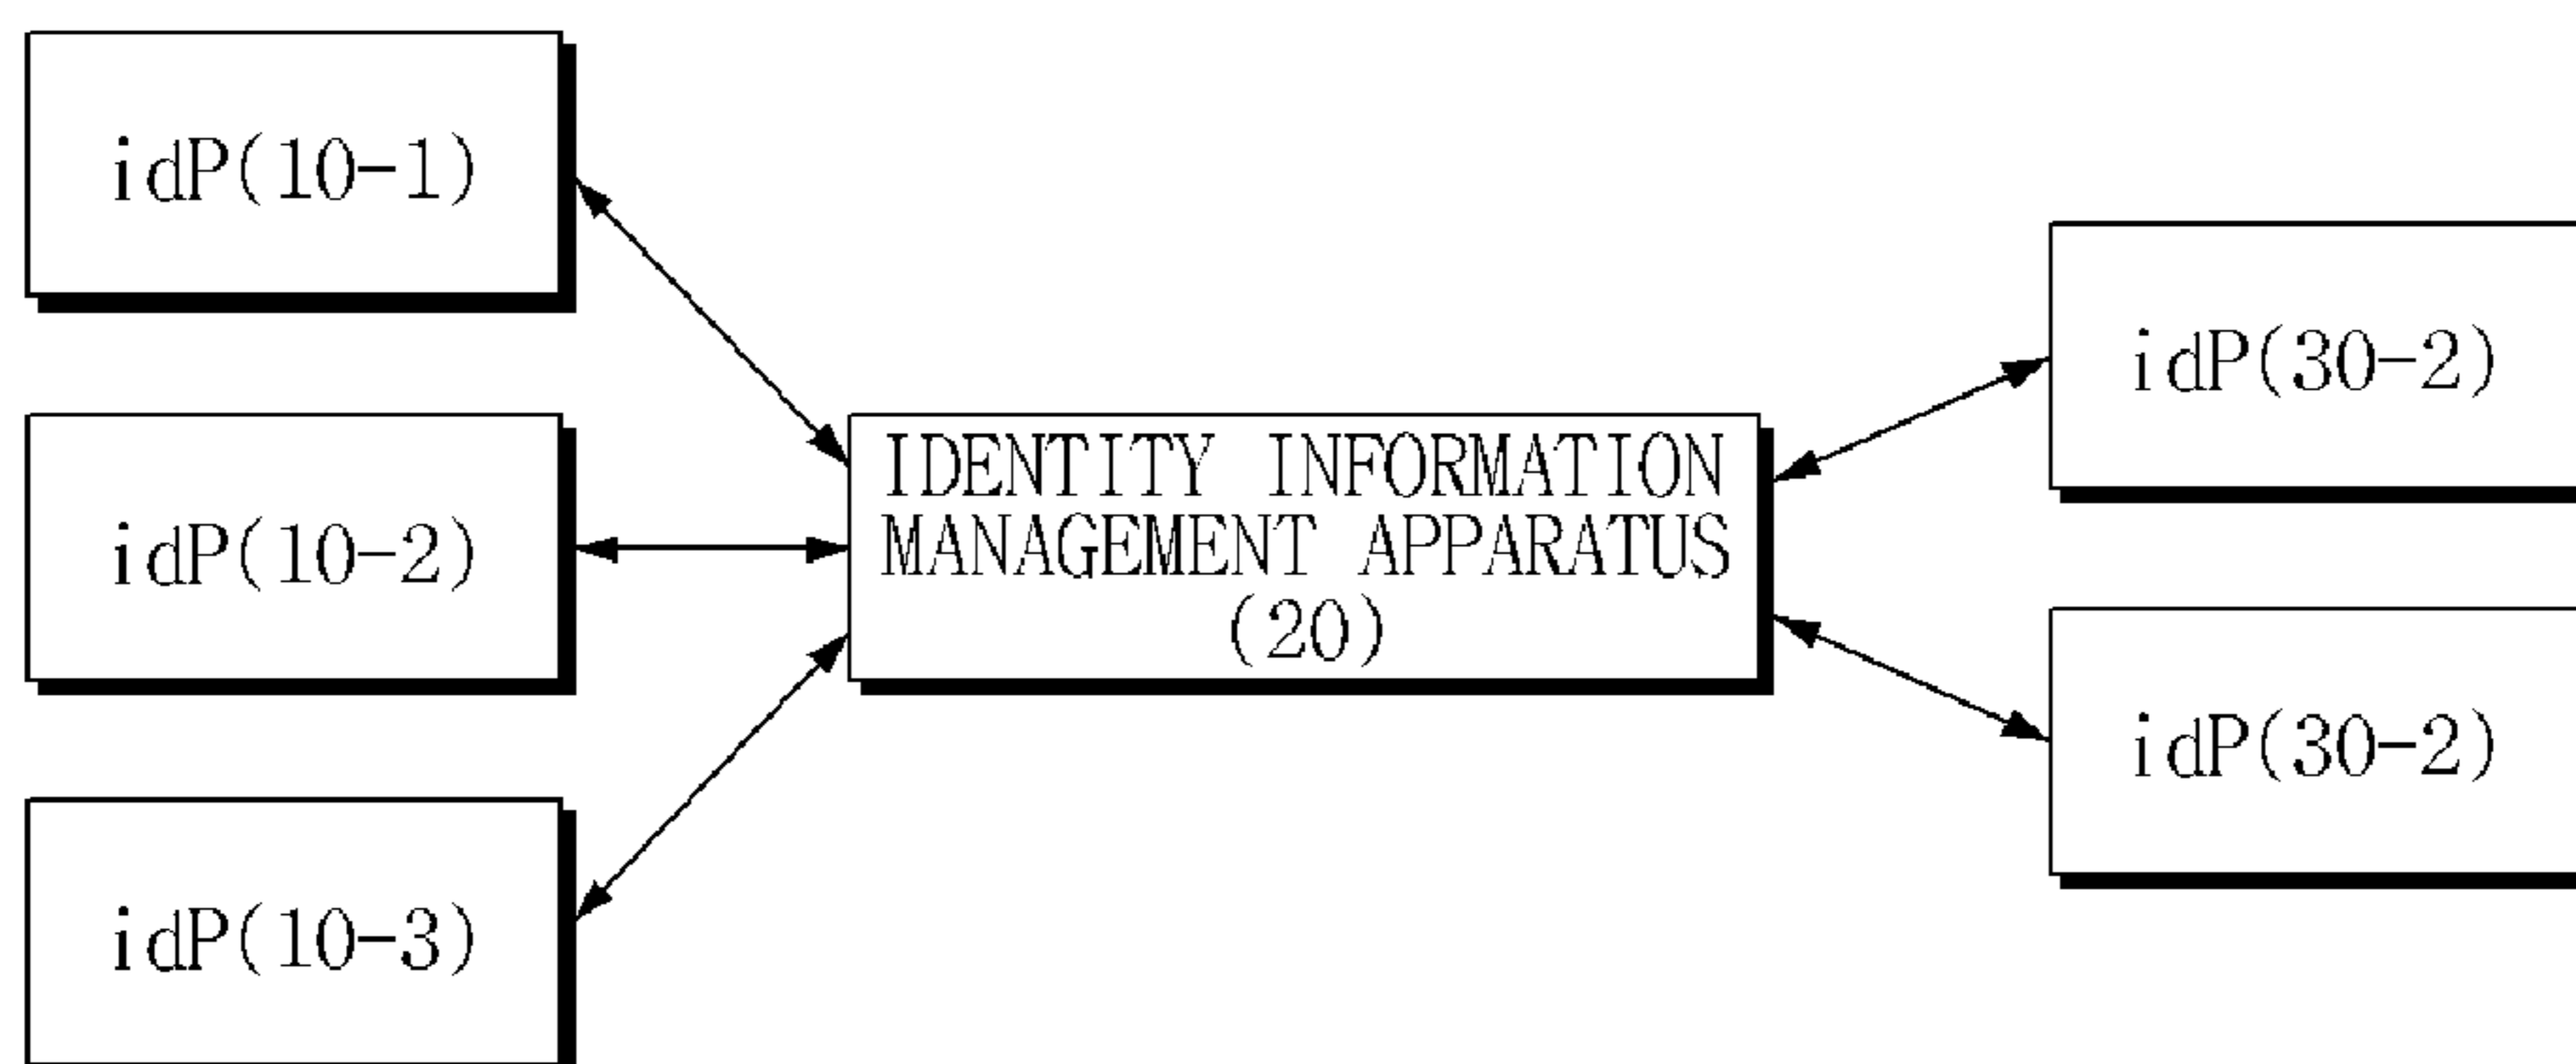 idP(10-1)
idP(10-2)
idP(10-3)
IDENTITY INFORMATION
MANAGEMENT APPARATUS
(20)
idP(30-2)
idP(30-2)